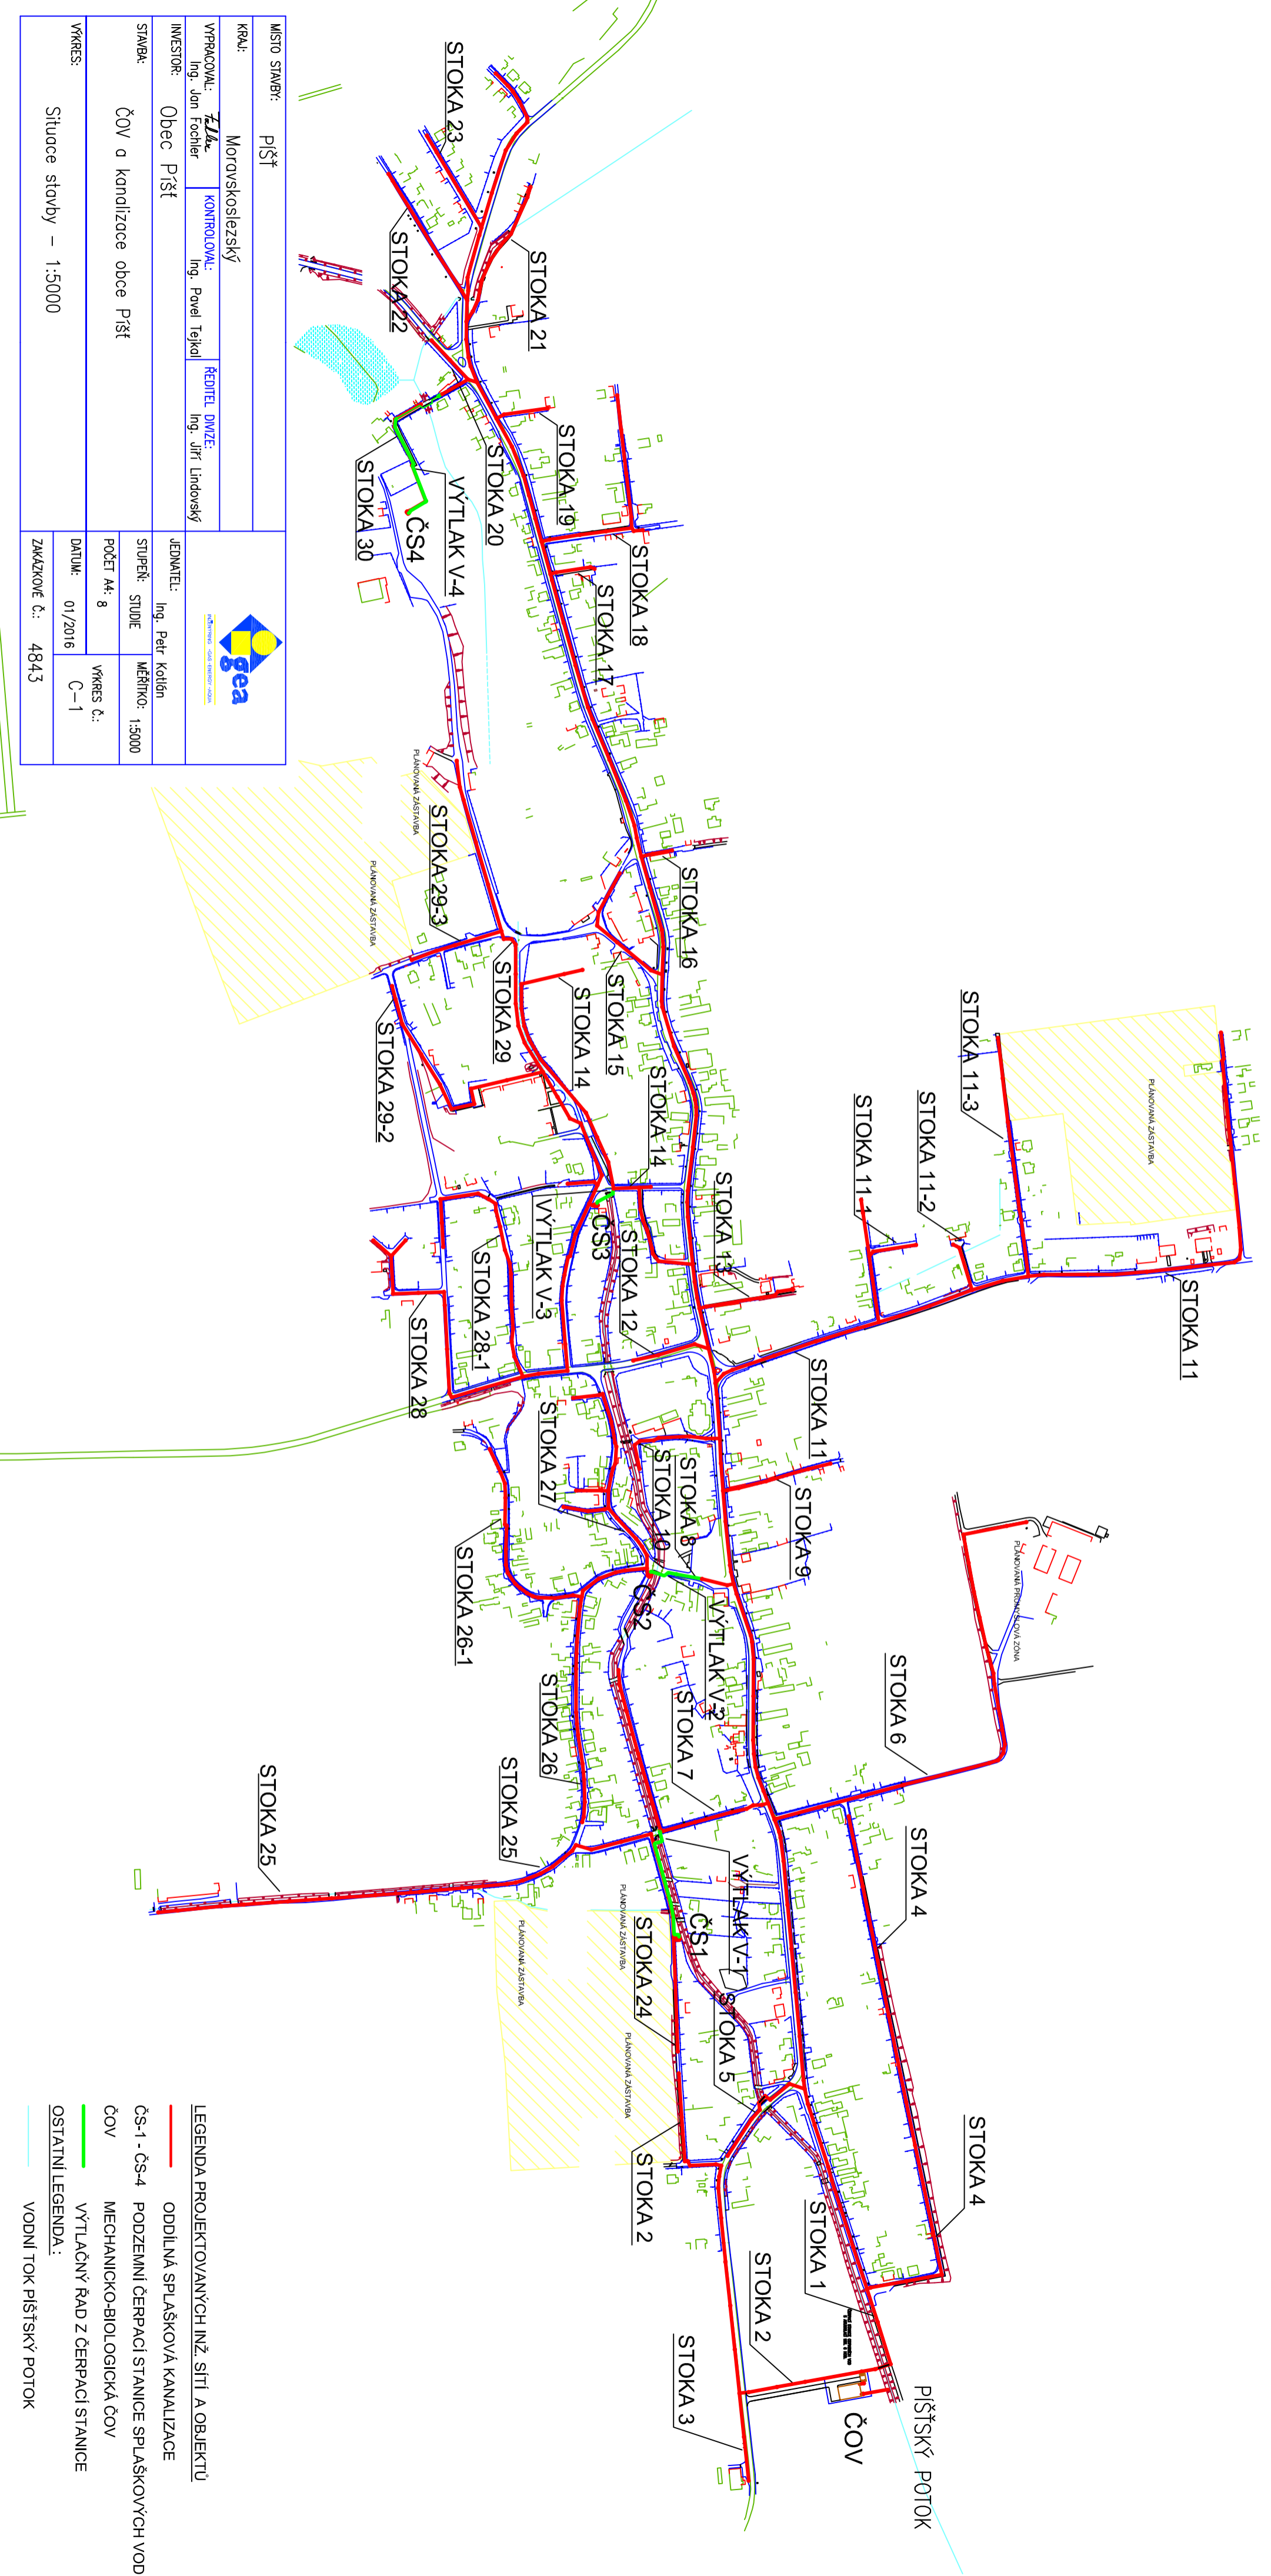 MÍSTO STAVBY:
PÍŠŤ
KRAJ:
Moravskoslezský
VYPRACOVAL:
Ing. Jan Fochler
KONTROLOVAL:
Ing. Pavel Tejkal
ŘEDITEL DIVIZE:
Ing. Jiří Lindovský
INVESTOR:
Obec Píšť
STAVBA:
ČOV a kanalizace obce Píšť
VÝKRES:
Situace stavby – 1:5000
gea
JEDNATEL:
Ing. Petr Kotlán
STUPEŇ: STUDIE
MĚŘÍTKO: 1:5000
POČET A4: 8
VÝKRES Č.:
C-1
DATUM: 01/2016
ZAKÁZKOVÉ Č.: 4843
STOKA 23
STOKA 22
STOKA 21
STOKA 30
VÝTLAK V-4
ČS4
STOKA 20
STOKA 19
STOKA 18
STOKA 17
PLÁNOVANÁ ZÁSTAVBA
PLÁNOVANÁ ZÁSTAVBA
STOKA 29-3
STOKA 16
STOKA 15
STOKA 14
STOKA 29
STOKA 29-2
STOKA 14
STOKA 11-3
STOKA 11-2
STOKA 11-1
PLÁNOVANÁ ZÁSTAVBA
STOKA 11
STOKA 13
STOKA 12
ČS3
VÝTLAK V-3
STOKA 28-1
STOKA 28
STOKA 11
STOKA 27
STOKA 10
STOKA 8
STOKA 9
STOKA 26-1
ČS2
VÝTLAK V-2
PLÁNOVANÁ PRŮMYSLOVÁ ZÓNA
STOKA 6
STOKA 7
STOKA 26
STOKA 25
STOKA 25
STOKA 4
VÝTLAK V-1
ČS1
PLÁNOVANÁ ZÁSTAVBA
PLÁNOVANÁ ZÁSTAVBA
PLÁNOVANÁ ZÁSTAVBA
STOKA 24
STOKA 5
STOKA 2
STOKA 4
STOKA 1
STOKA 2
STOKA 3
ČOV
PÍŠŤSKÝ POTOK
LEGENDA PROJEKTOVANÝCH INŽ. SÍTÍ A OBJEKTŮ
ODDÍLNÁ SPLAŠKOVÁ KANALIZACE
ČS-1 - ČS-4 PODZEMNÍ ČERPACÍ STANICE SPLAŠKOVÝCH VOD
ČOV MECHANICKO-BIOLOGICKÁ ČOV
VÝTLAČNÝ ŘAD Z ČERPACÍ STANICE
OSTATNÍ LEGENDA :
VODNÍ TOK PÍŠŤSKÝ POTOK